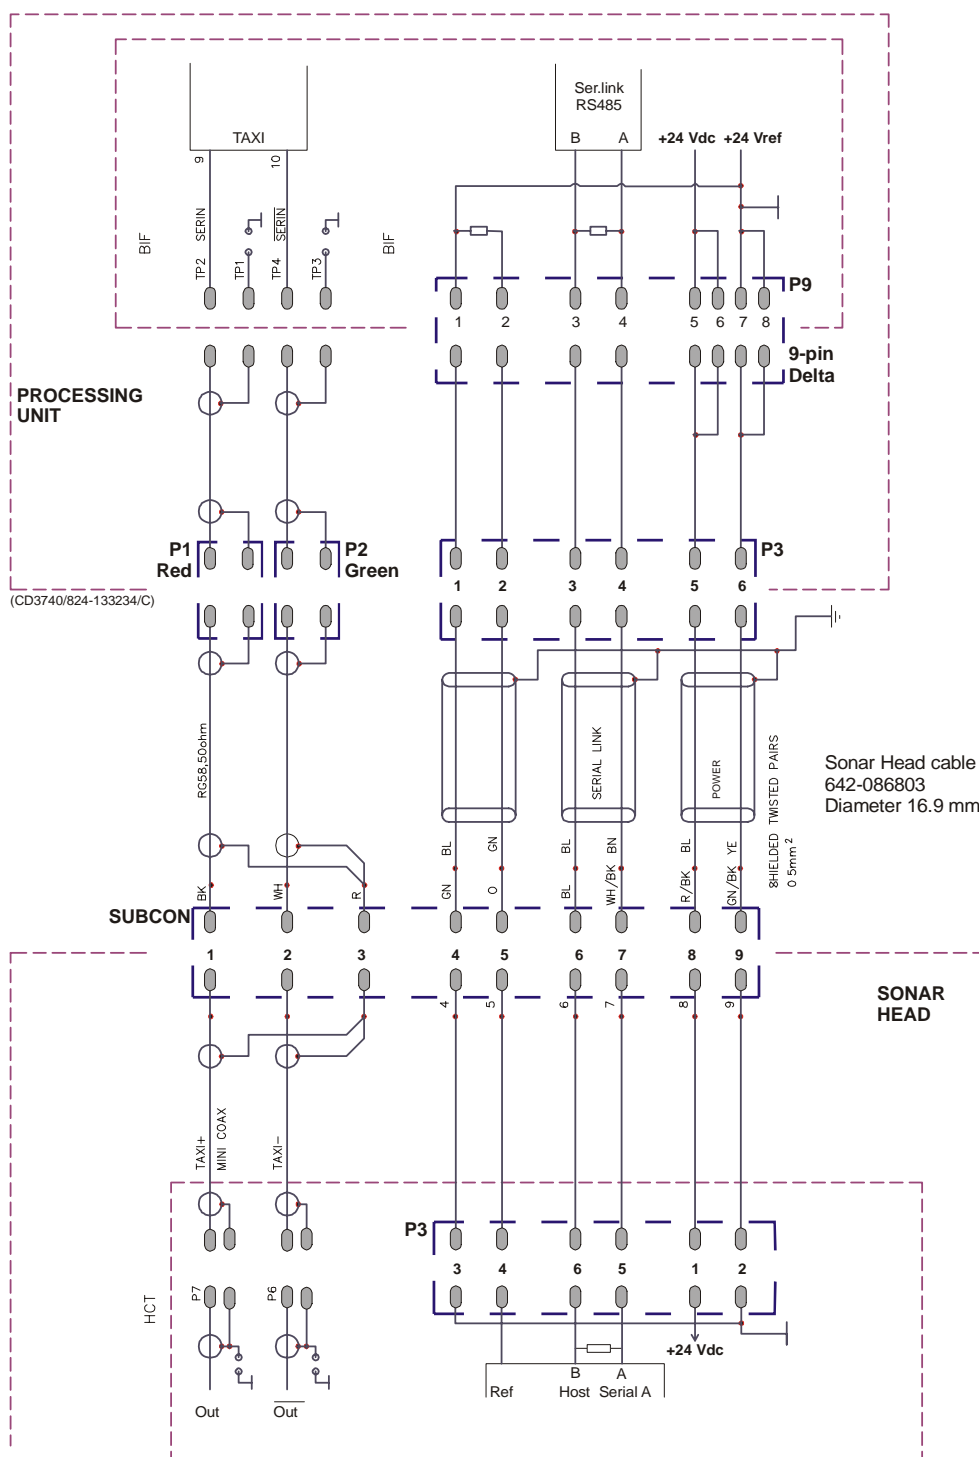 Ser.link
RS485
TAXI
B A
+24 Vdc +24 Vref
9 10
BIF
TP2 SERIN
TP1
TP4 SERIN
TP3
BIF
P9
1 2 3 4 5 6 7 8
9-pin
Delta
PROCESSING
UNIT
P1
Red
P2
Green
P3
1 2 3 4 5 6
(CD3740/824-133234/C)
RG58,50ohm
SERIAL LINK
POWER
SHIELDED TWISTED PAIRS
0 5mm²
Sonar Head cable
642-086803
Diameter 16.9 mm
BL GN BL BN BL YE
BK WH R GN O BL WH/BK R/BK GN/BK
SUBCON
1 2 3 4 5 6 7 8 9
4 5 6 7 8 9
SONAR
HEAD
TAXI+
MINI COAX
TAXI-
P3
3 4 6 5 1 2
HCT
P7
P6
+24 Vdc
B A
Ref Host Serial A
Out Out